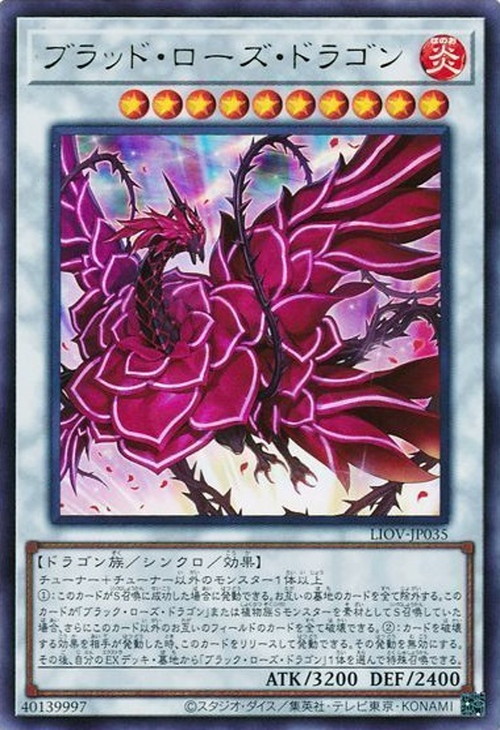 ブラッド・ローズ・ドラゴン
炎
LIOV-JP035
【ドラゴン族／シンクロ／効果】
チューナー＋チューナー以外のモンスター1体以上
①：このカードがS召喚に成功した場合に発動できる。お互いの墓地のカードを全て除外する。この
カードが「ブラック・ローズ・ドラゴン」または植物族Sモンスターを素材としてS召喚していた
場合、さらにこのカード以外のお互いのフィールドのカードを全て破壊できる。②：カードを破壊
する効果を相手が発動した時、このカードをリリースして発動できる。その発動を無効にする。
その後、自分のEXデッキ・墓地から「ブラック・ローズ・ドラゴン」1体を選んで特殊召喚できる。
ATK/3200 DEF/2400
40139997 ©スタジオ・ダイス／集英社・テレビ東京・KONAMI